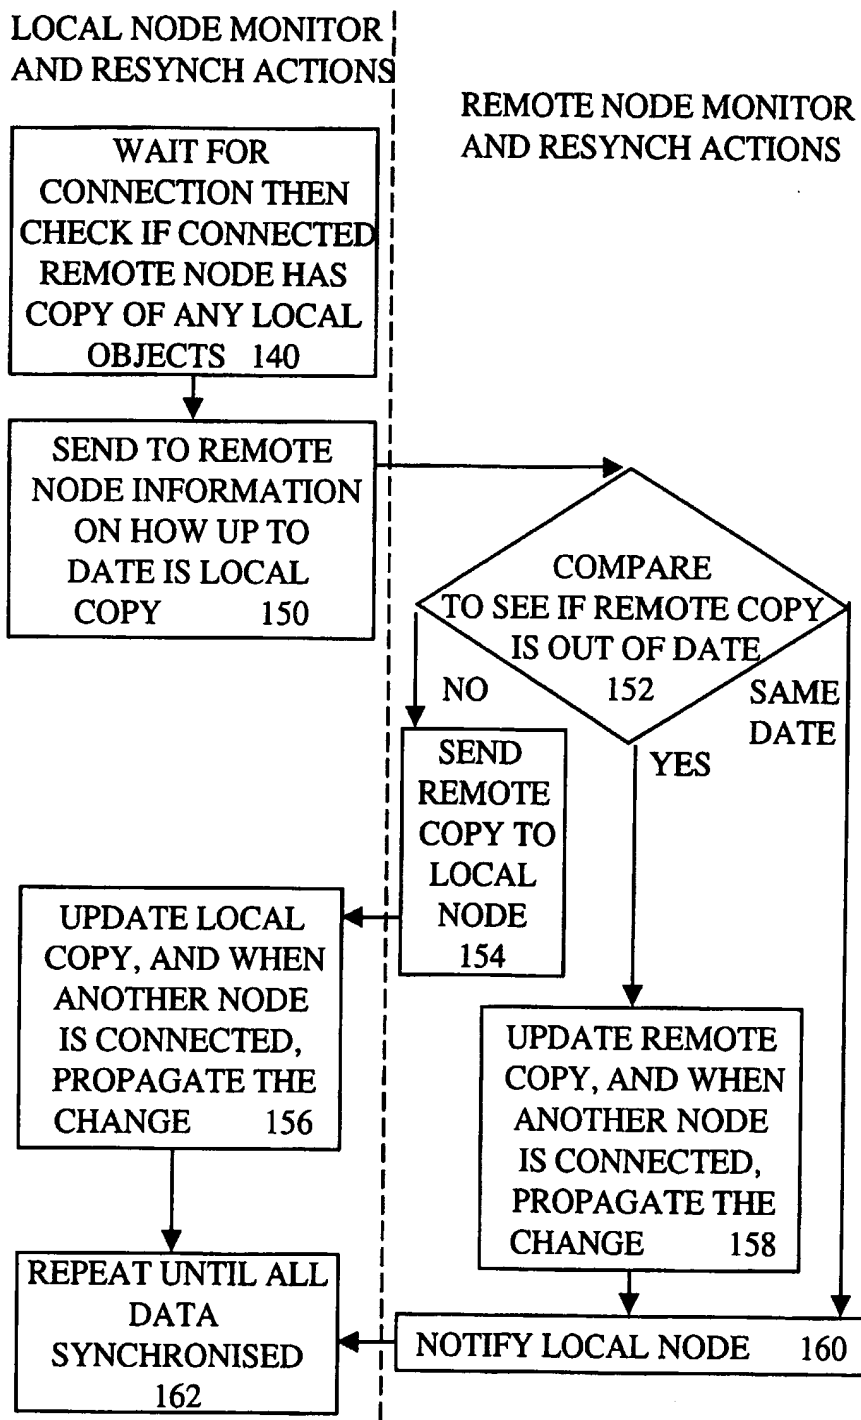 LOCAL NODE MONITOR
AND RESYNCH ACTIONS
REMOTE NODE MONITOR
AND RESYNCH ACTIONS
WAIT FOR
CONNECTION THEN
CHECK IF CONNECTED
REMOTE NODE HAS
COPY OF ANY LOCAL
OBJECTS 140
SEND TO REMOTE
NODE INFORMATION
ON HOW UP TO
DATE IS LOCAL
COPY 150
COMPARE
TO SEE IF REMOTE COPY
IS OUT OF DATE
152
NO
YES
SAME
DATE
SEND
REMOTE
COPY TO
LOCAL
NODE
154
UPDATE LOCAL
COPY, AND WHEN
ANOTHER NODE
IS CONNECTED,
PROPAGATE THE
CHANGE 156
UPDATE REMOTE
COPY, AND WHEN
ANOTHER NODE
IS CONNECTED,
PROPAGATE THE
CHANGE 158
NOTIFY LOCAL NODE 160
REPEAT UNTIL ALL
DATA
SYNCHRONISED
162